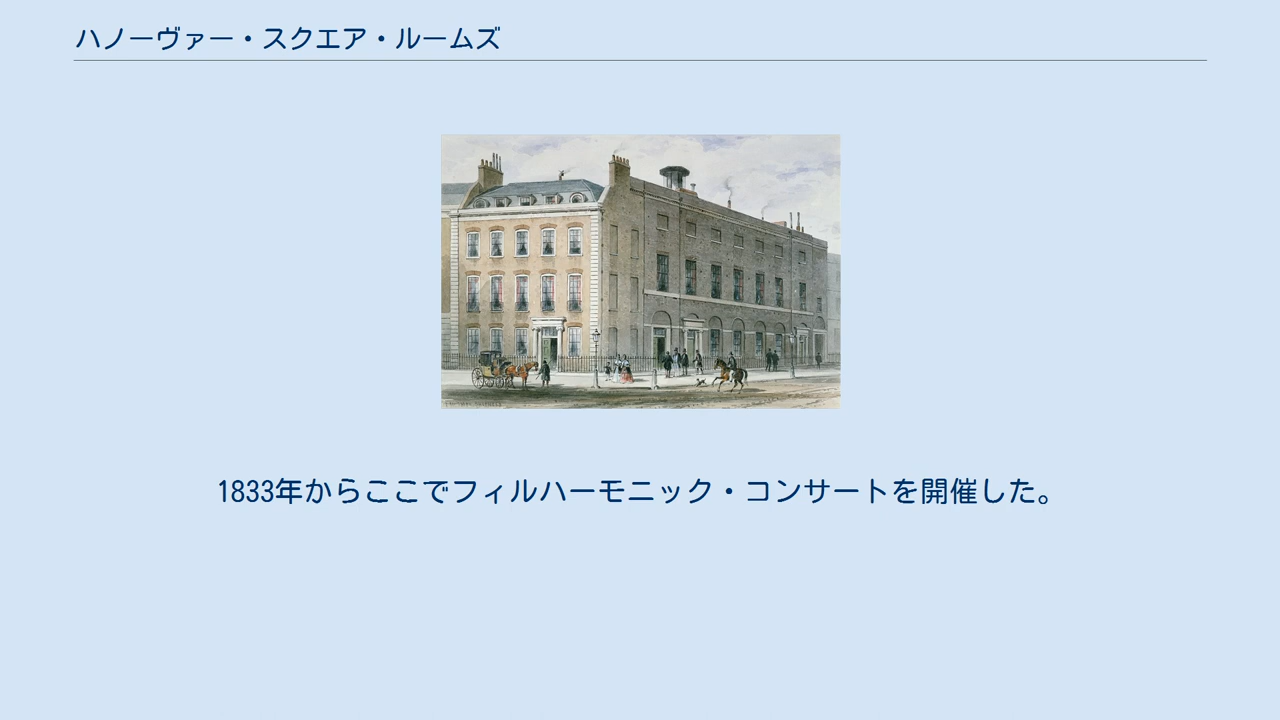 ハノーヴァー・スクエア・ルームズ
1833年からここでフィルハーモニック・コンサートを開催した。